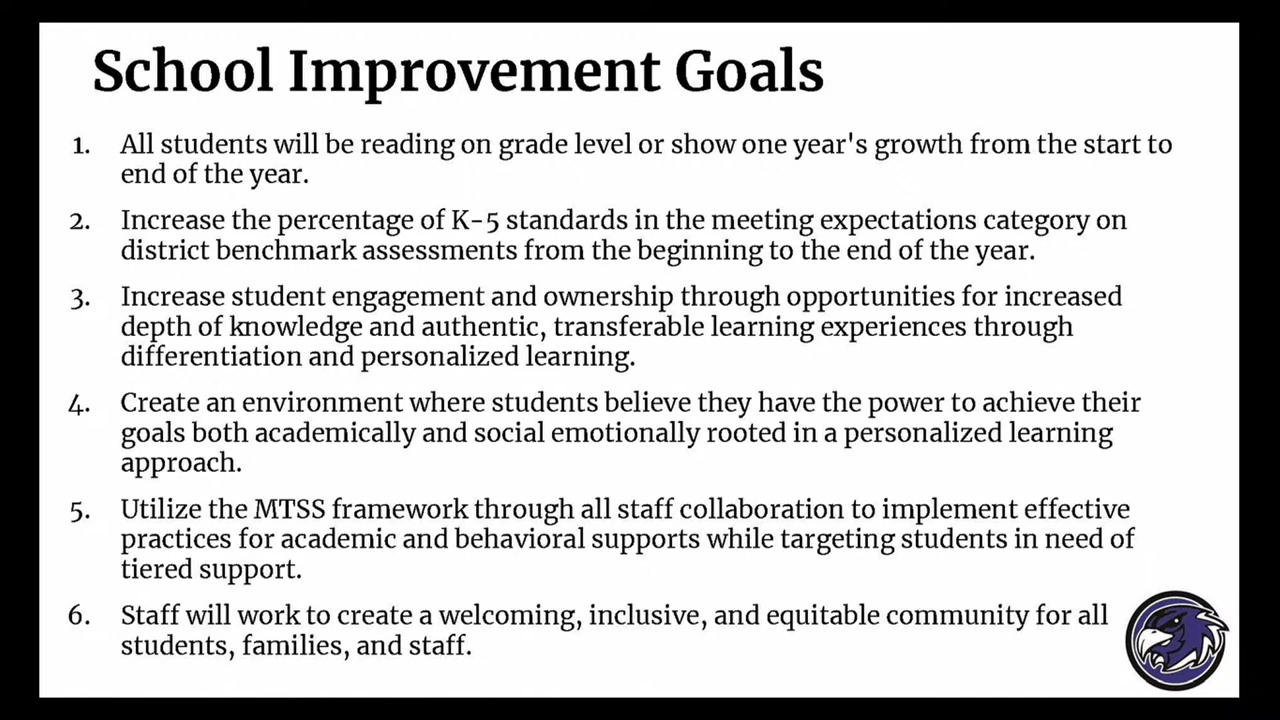 School Improvement Goals
1. All students will be reading on grade level or show one year's growth from the start to
end of the year.
2. Increase the percentage of K-5 standards in the meeting expectations category on
district benchmark assessments from the beginning to the end of the year.
3. Increase student engagement and ownership through opportunities for increased
depth of knowledge and authentic, transferable learning experiences through
differentiation and personalized learning.
4. Create an environment where students believe they have the power to achieve their
goals both academically and social emotionally rooted in a personalized learning
approach.
5. Utilize the MTSS framework through all staff collaboration to implement effective
practices for academic and behavioral supports while targeting students in need of
tiered support.
6. Staff will work to create a welcoming, inclusive, and equitable community for all
students, families, and staff.